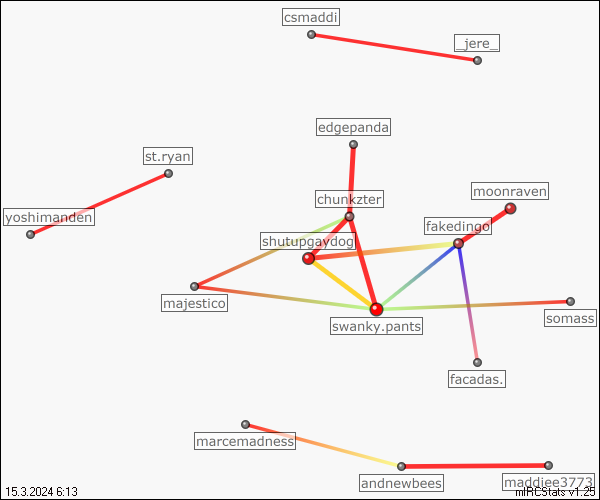 csmaddi
_jere_
edgepanda
st.ryan
moonraven
chunkzter
yoshimanden
fakedingo
shutupgaydog
majestico
somass
swanky.pants
facadas.
marcemadness
andnewbees
maddiee3773
15.3.2024 6:13
mIRCStats v1.25